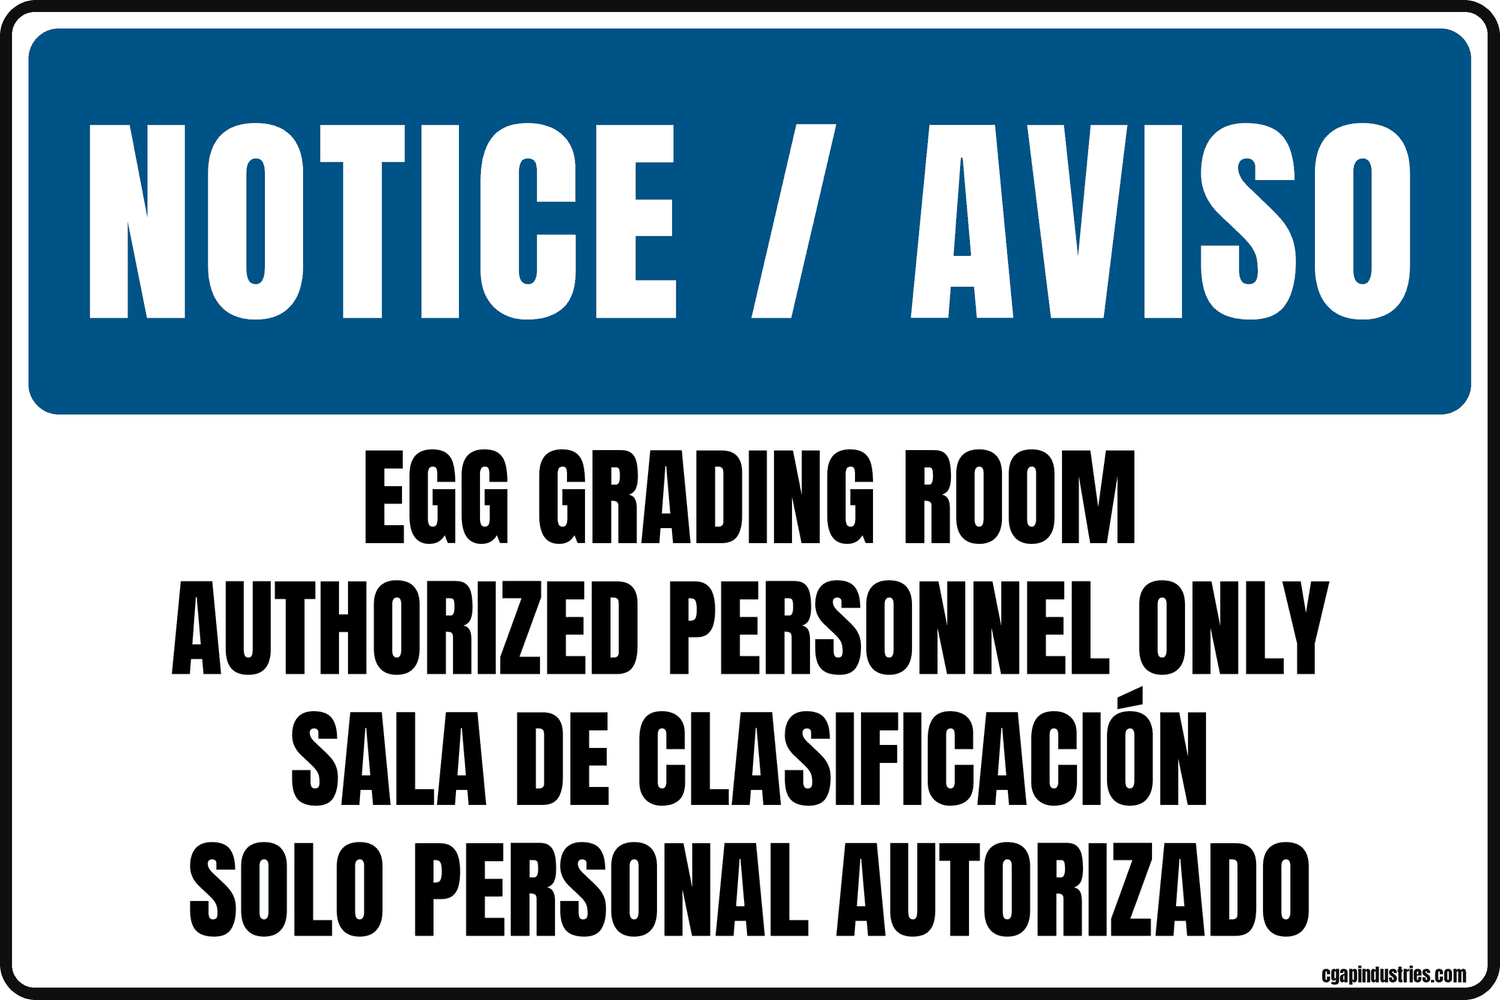 NOTICE / AVISO
EGG GRADING ROOM
AUTHORIZED PERSONNEL ONLY
SALA DE CLASIFICACIÓN
SOLO PERSONAL AUTORIZADO
cgapindustries.com